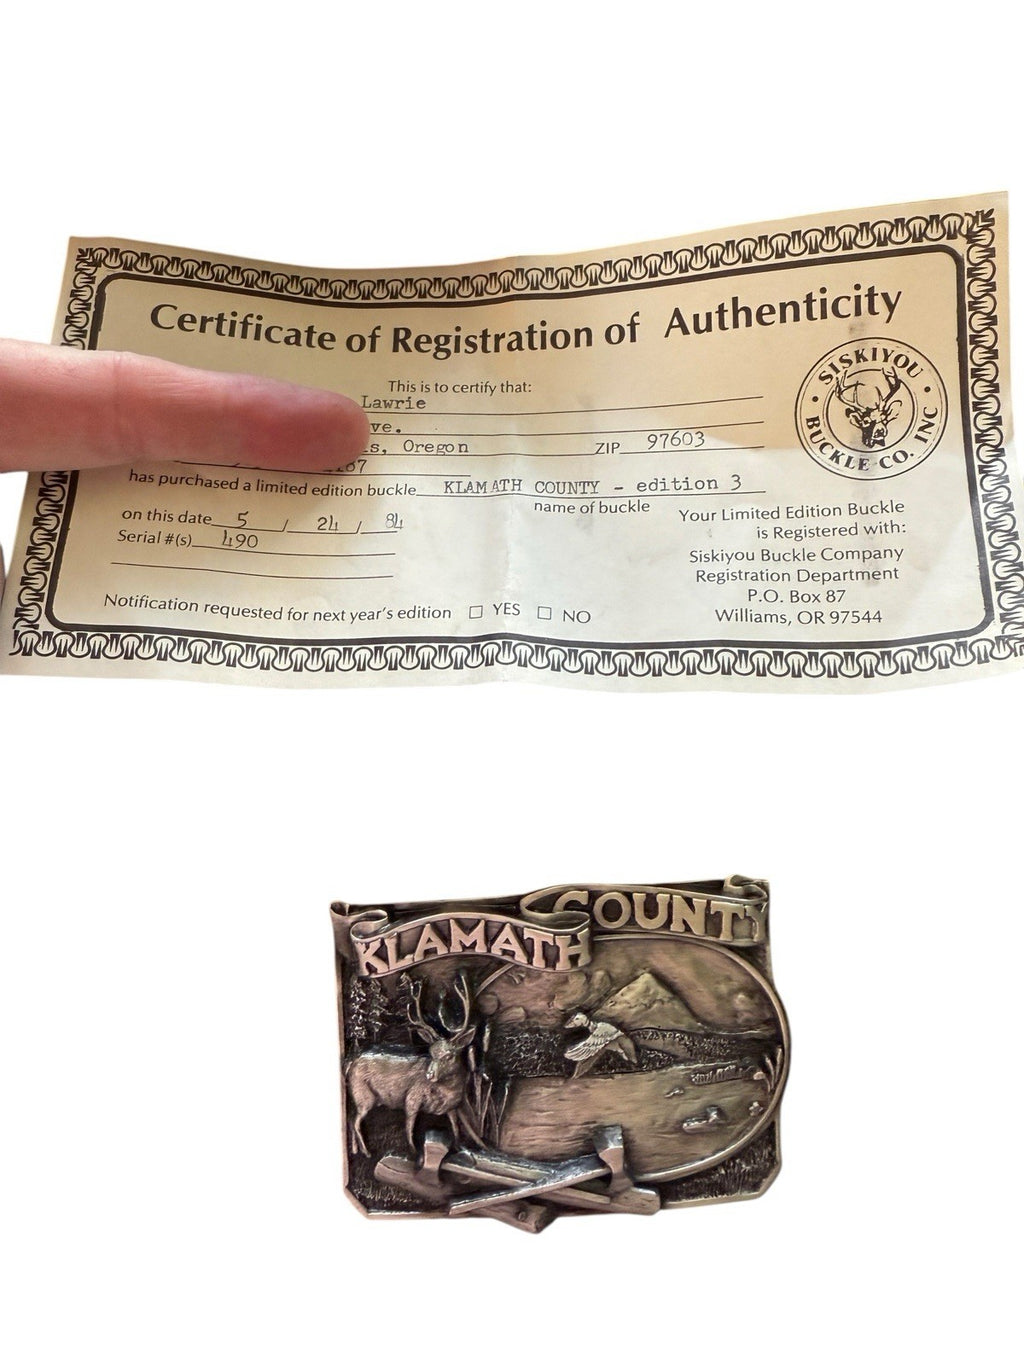 Certificate of Registration of Authenticity
This is to certify that:
Lawrie
ve.
s, Oregon ZIP 97603
has purchased a limited edition buckle KLAMATH COUNTY - edition 3
name of buckle
on this date 5 / 24 / 84
Serial #(s) 490
Notification requested for next year's edition YES NO
SISKIYOU
BUCKLE CO. INC
Your Limited Edition Buckle
is Registered with:
Siskiyou Buckle Company
Registration Department
P.O. Box 87
Williams, OR 97544
KLAMATH COUNTY